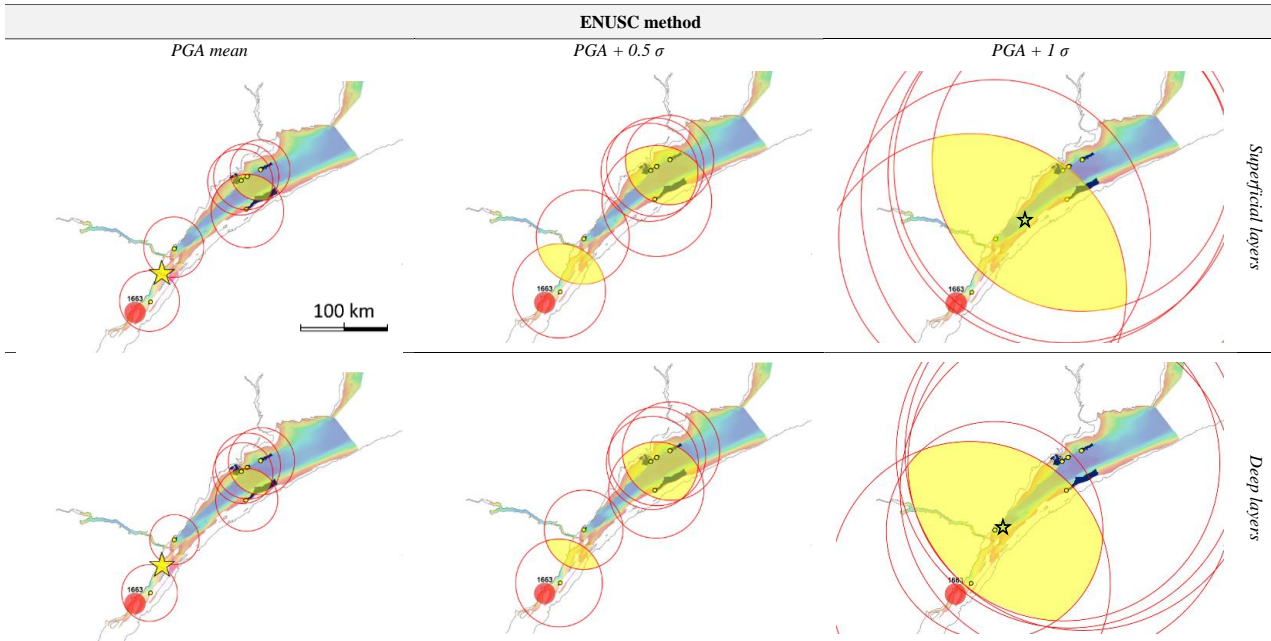 ENUSC method
PGA mean
PGA + 0.5 σ
PGA + 1 σ
1663
100 km
1663
1663
Superficial layers
1663
1663
1663
Deep layers